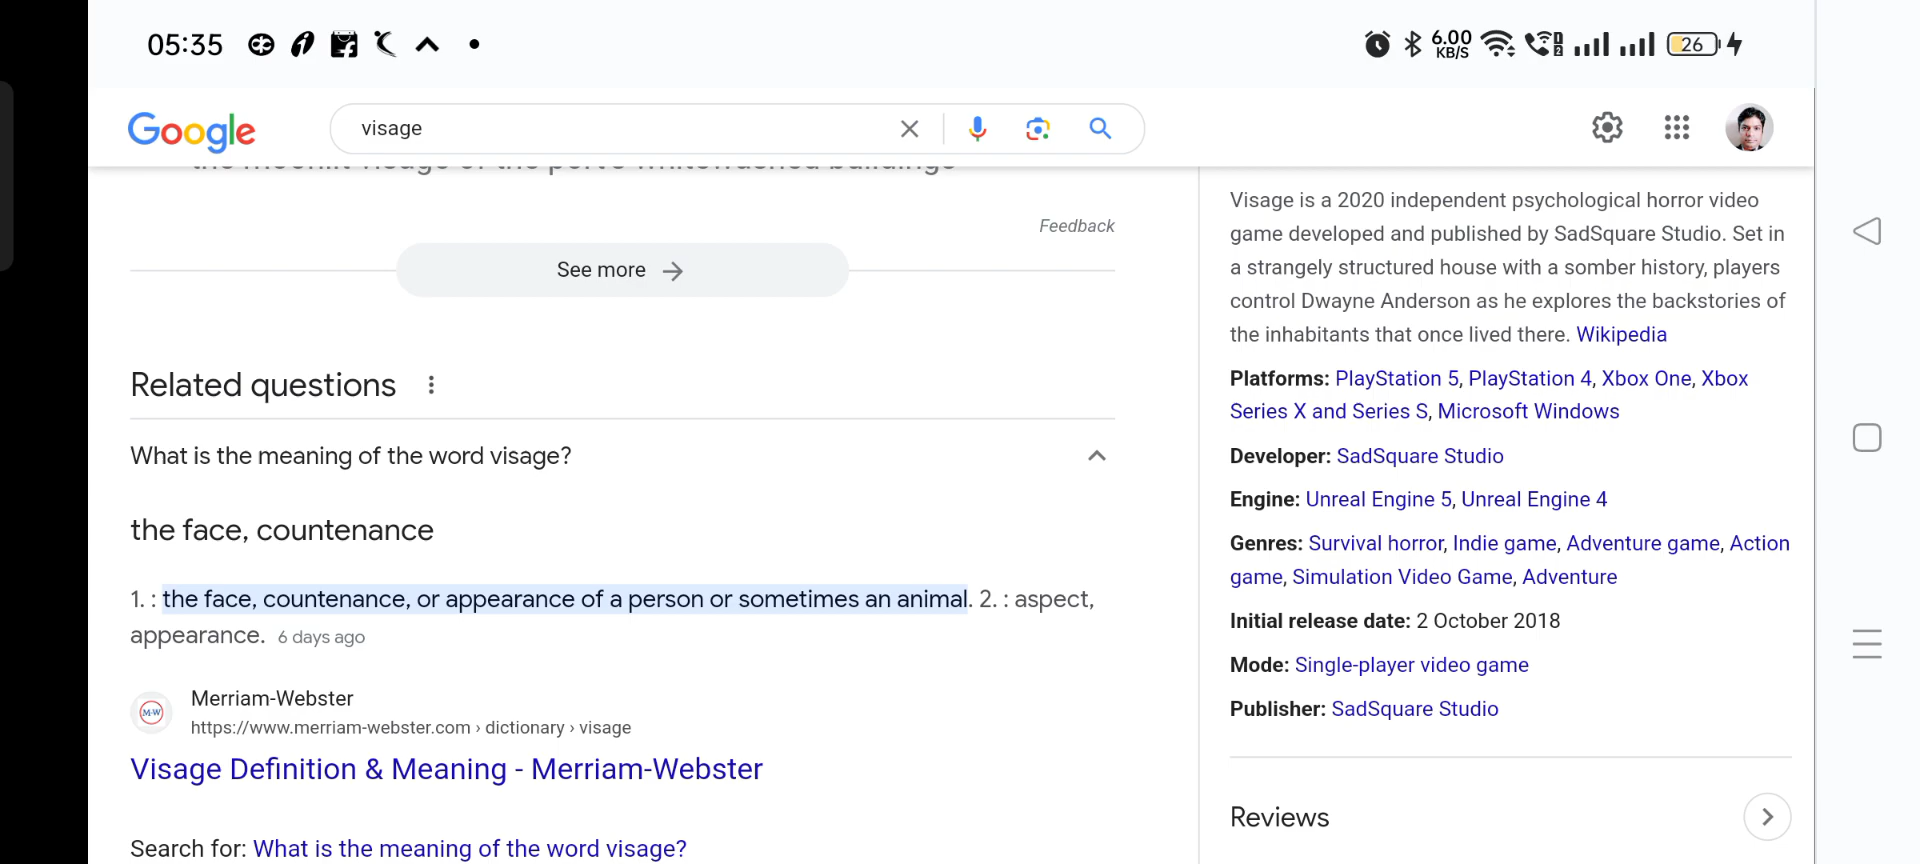 05:35
6.00
KB/S
26
Google
visage
the moonlit visage of the port's whitewashed buildings
Feedback
See more
Related questions
What is the meaning of the word visage?
the face, countenance
1. : the face, countenance, or appearance of a person or sometimes an animal. 2. : aspect,
appearance. 6 days ago
M-W
Merriam-Webster
https://www.merriam-webster.com › dictionary › visage
Visage Definition & Meaning - Merriam-Webster
Search for: What is the meaning of the word visage?
Visage is a 2020 independent psychological horror video
game developed and published by SadSquare Studio. Set in
a strangely structured house with a somber history, players
control Dwayne Anderson as he explores the backstories of
the inhabitants that once lived there. Wikipedia
Platforms: PlayStation 5, PlayStation 4, Xbox One, Xbox
Series X and Series S, Microsoft Windows
Developer: SadSquare Studio
Engine: Unreal Engine 5, Unreal Engine 4
Genres: Survival horror, Indie game, Adventure game, Action
game, Simulation Video Game, Adventure
Initial release date: 2 October 2018
Mode: Single-player video game
Publisher: SadSquare Studio
Reviews